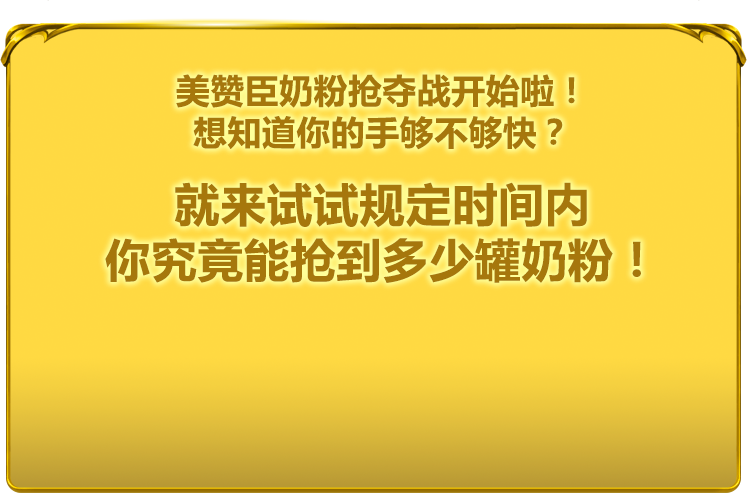 美赞臣奶粉抢夺战开始啦！
想知道你的手够不够快？
就来试试规定时间内
你究竟能抢到多少罐奶粉！